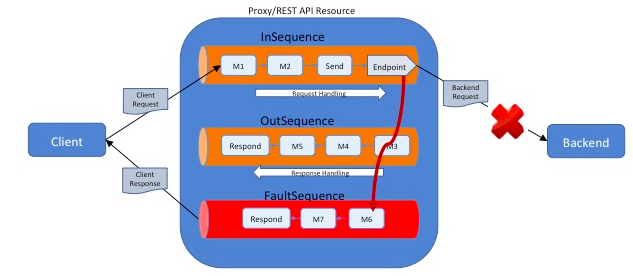 Proxy/REST API Resource
InSequence
M1
M2
Send
Endpoint
Request Handling
Client
Request
Backend
Request
OutSequence
Respond
M5
M4
M3
Response Handling
Client
Backend
Client
Response
FaultSequence
Respond
M7
M6